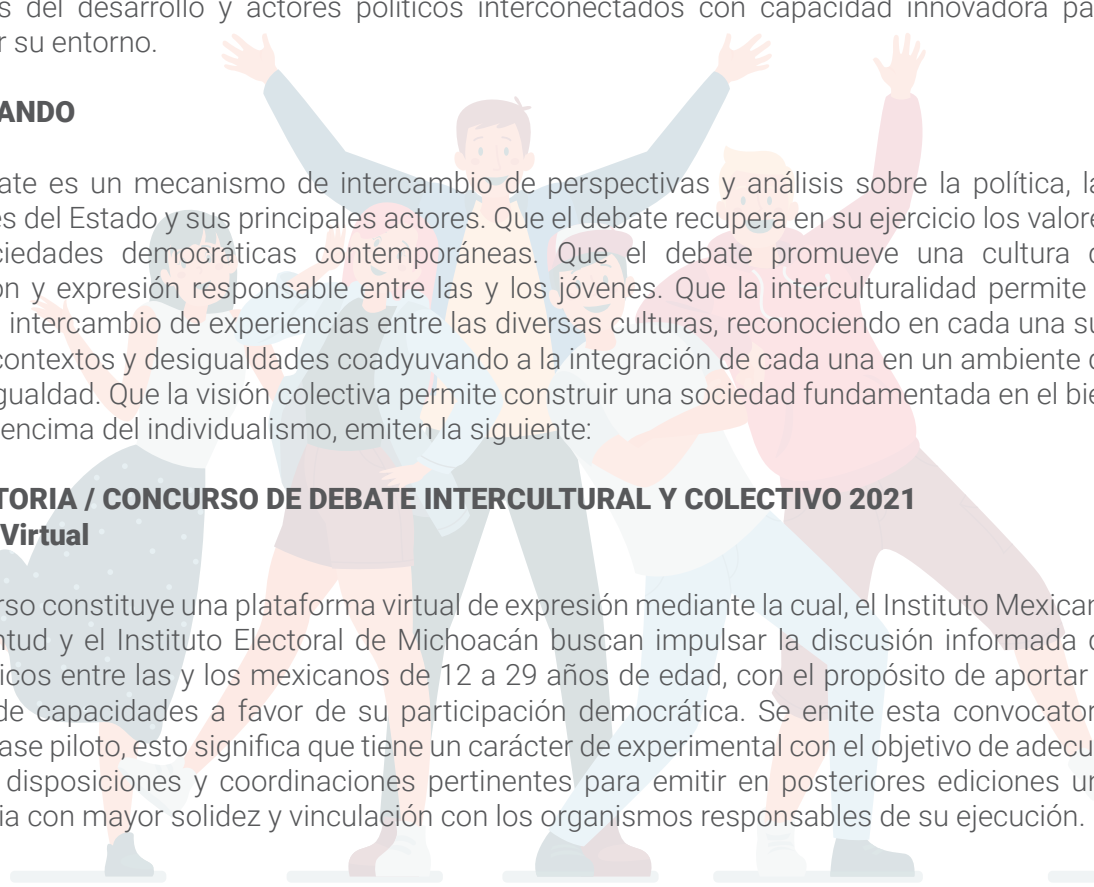 s del desarrollo y actores políticos interconectados con capacidad innovadora pa
r su entorno.
ANDO
ate es un mecanismo de intercambio de perspectivas y análisis sobre la política, la
es del Estado y sus principales actores. Que el debate recupera en su ejercicio los valore
ciedades democráticas contemporáneas. Que el debate promueve una cultura d
ón y expresión responsable entre las y los jóvenes. Que la interculturalidad permite
intercambio de experiencias entre las diversas culturas, reconociendo en cada una su
contextos y desigualdades coadyuvando a la integración de cada una en un ambiente d
gualdad. Que la visión colectiva permite construir una sociedad fundamentada en el bie
encima del individualismo, emiten la siguiente:
TORIA / CONCURSO DE DEBATE INTERCULTURAL Y COLECTIVO 2021
Virtual
rso constituye una plataforma virtual de expresión mediante la cual, el Instituto Mexican
ntud y el Instituto Electoral de Michoacán buscan impulsar la discusión informada d
icos entre las y los mexicanos de 12 a 29 años de edad, con el propósito de aportar
de capacidades a favor de su participación democrática. Se emite esta convocator
ase piloto, esto significa que tiene un carácter de experimental con el objetivo de adecu
disposiciones y coordinaciones pertinentes para emitir en posteriores ediciones un
ia con mayor solidez y vinculación con los organismos responsables de su ejecución.